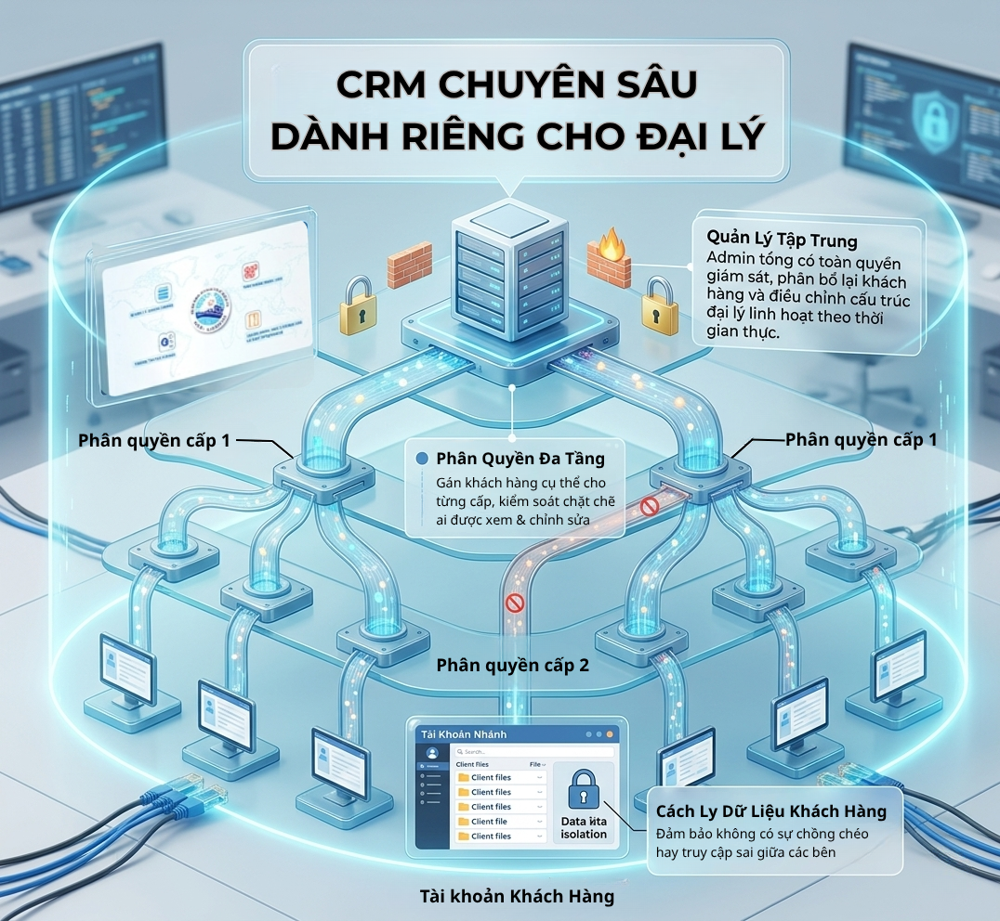 CRM CHUYÊN SÂU
DÀNH RIÊNG CHO ĐẠI LÝ
Quản Lý Tập Trung
Admin tổng có toàn quyền
giám sát, phân bổ lại khách
hàng và điều chỉnh cấu trúc
đại lý linh hoạt theo thời
gian thực.
Phân quyền cấp 1
Phân quyền cấp 1
Phân Quyền Đa Tầng
Gán khách hàng cụ thể cho
từng cấp, kiểm soát chặt chẽ
ai được xem & chỉnh sửa
Phân quyền cấp 2
Tài Khoản Nhánh
Search...
Client files
File
Client files
Client files
Client files
Client file
Client files
Data
isolation
Cách Ly Dữ Liệu Khách Hàng
Đảm bảo không có sự chồng chéo
hay truy cập sai giữa các bên
Tài khoản Khách Hàng